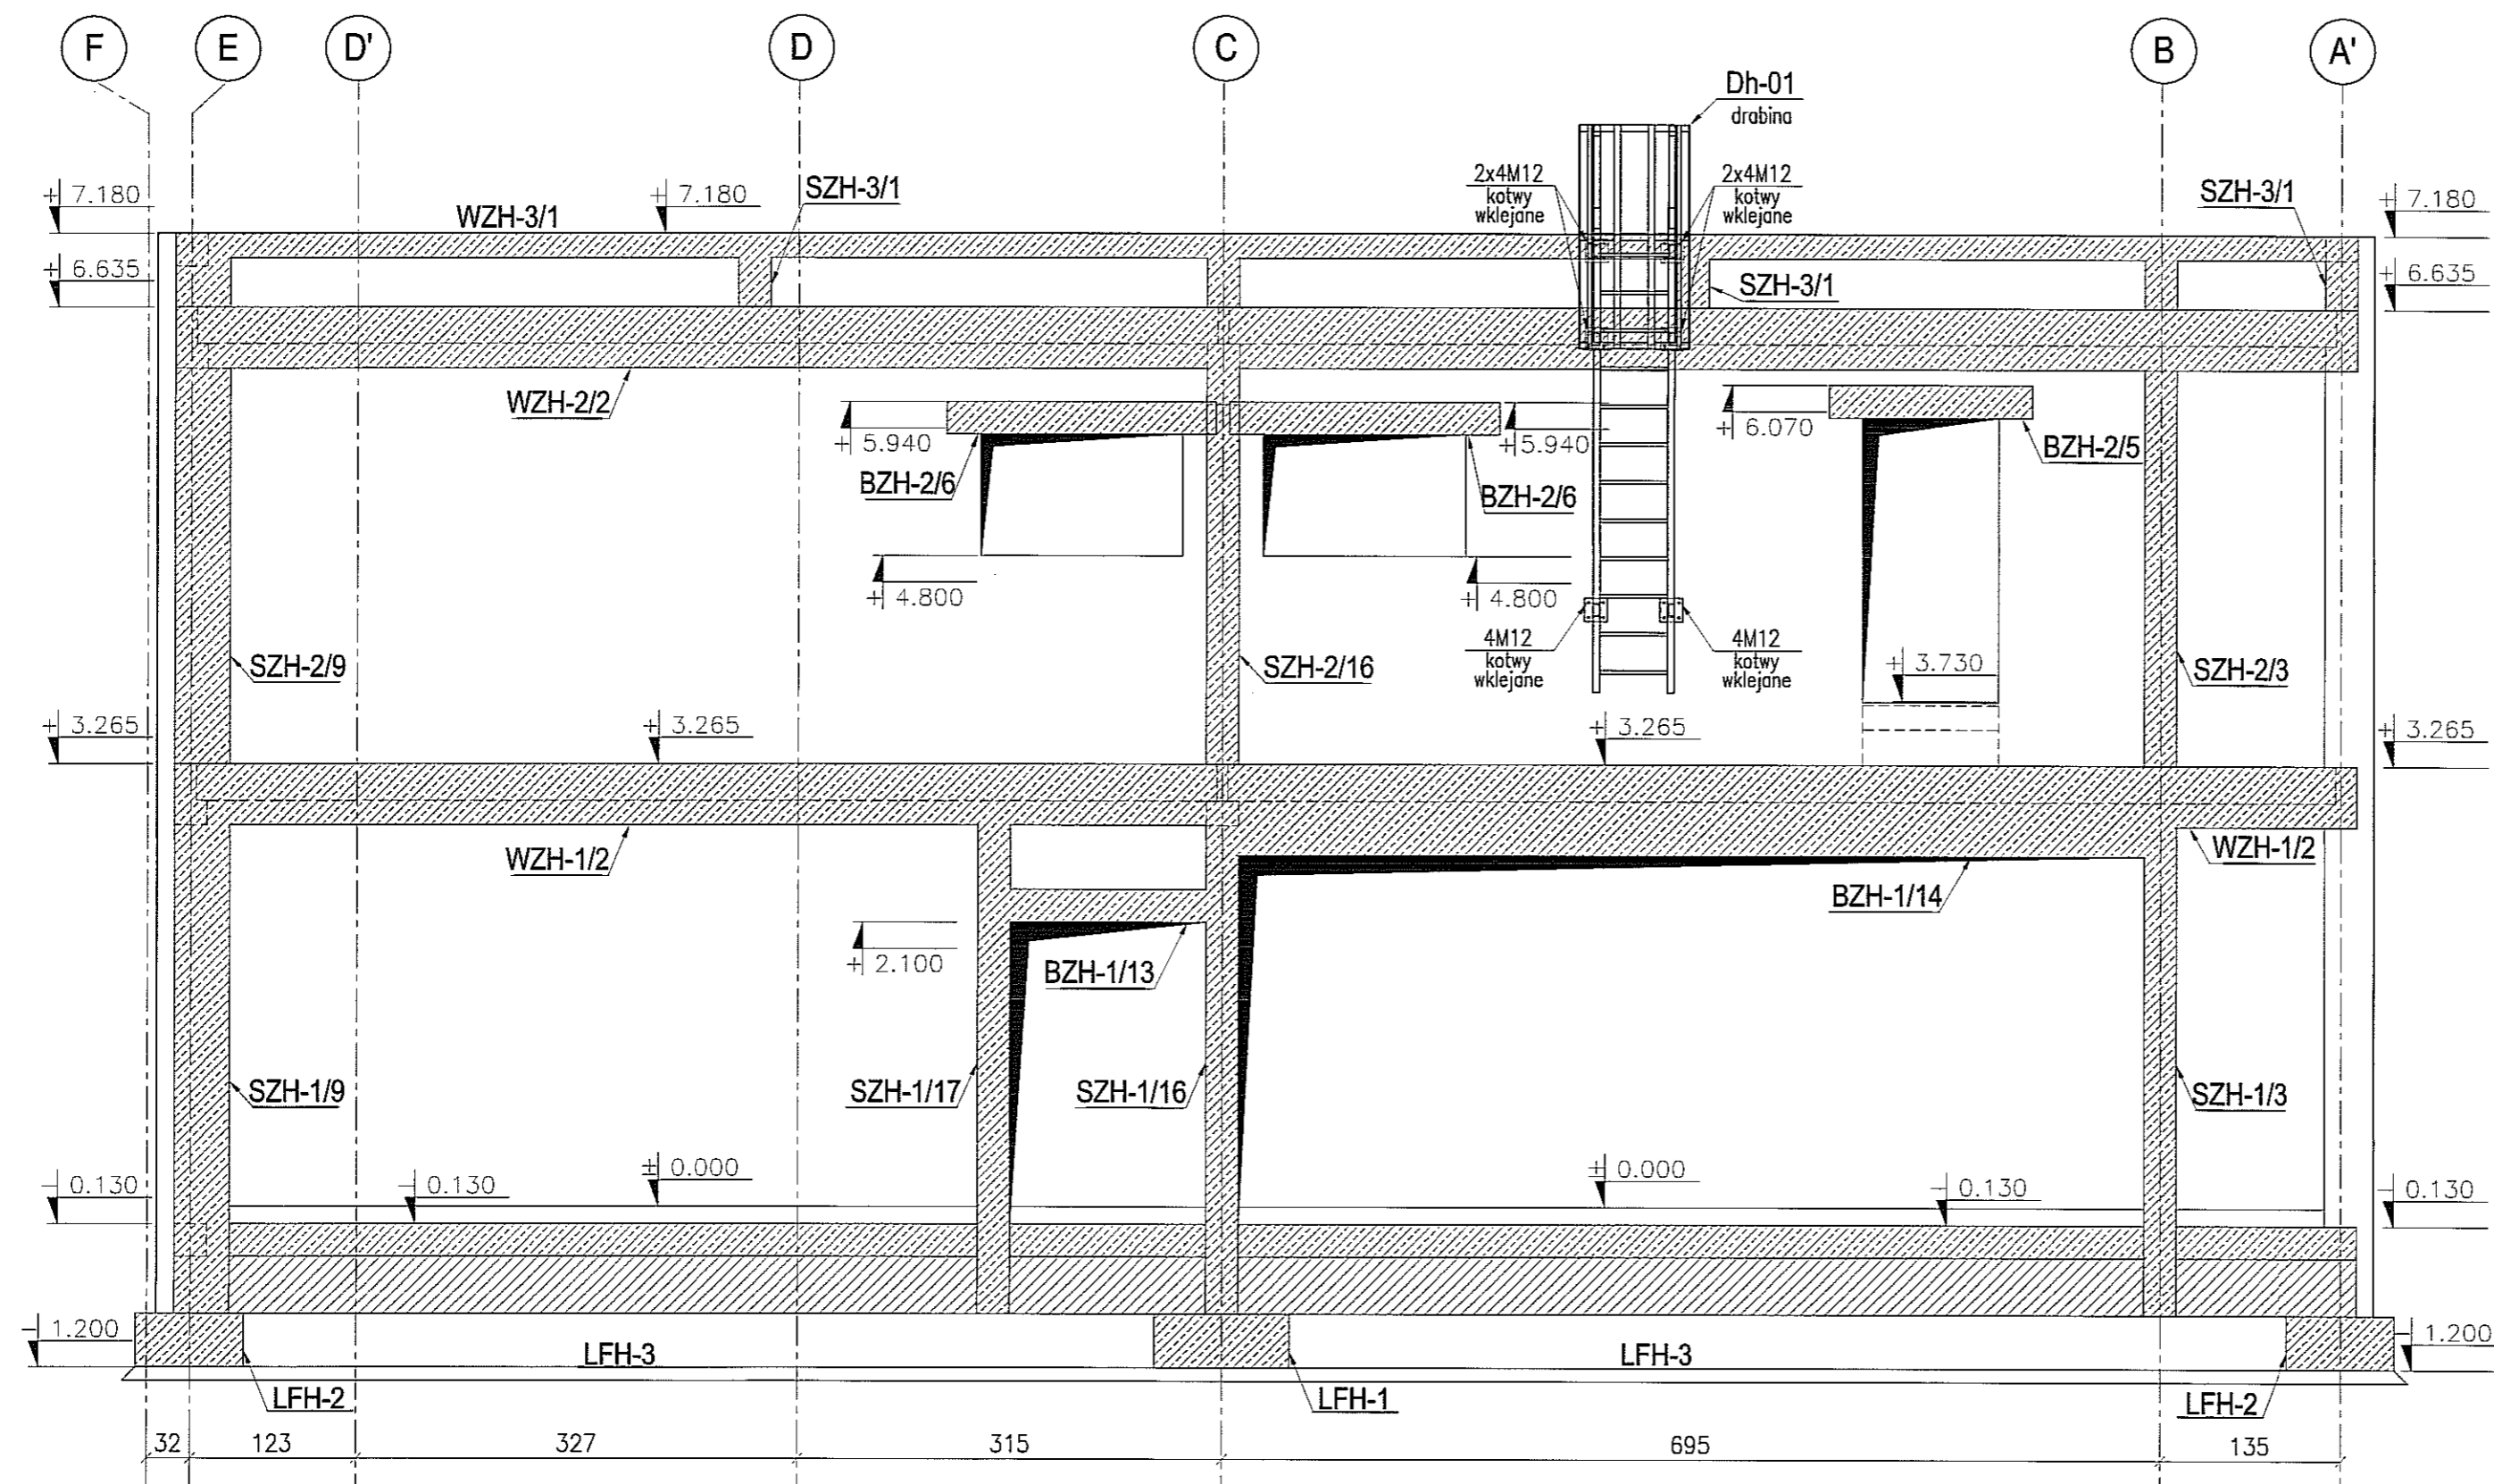 F E D' D C B A'
Dh-01
drabina
2x4M12
kotwy
wklejane
2x4M12
kotwy
wklejane
+ 7.180
WZH-3/1
+ 7.180
SZH-3/1
SZH-3/1
+ 7.180
+ 6.635
SZH-3/1
+ 6.635
WZH-2/2
+ 5.940
+5.940
+ 6.070
BZH-2/6
BZH-2/6
BZH-2/5
+ 4.800
+ 4.800
4M12
kotwy
wklejane
4M12
kotwy
wklejane
SZH-2/9
SZH-2/16
+ 3.730
SZH-2/3
+ 3.265
+ 3.265
+ 3.265
+ 3.265
WZH-1/2
WZH-1/2
BZH-1/14
+ 2.100
BZH-1/13
SZH-1/9
SZH-1/17
SZH-1/16
SZH-1/3
− 0.130
− 0.130
± 0.000
± 0.000
− 0.130
− 0.130
− 1.200
LFH-3
LFH-3
− 1.200
LFH-2
LFH-1
LFH-2
32 123 327 315 695 135